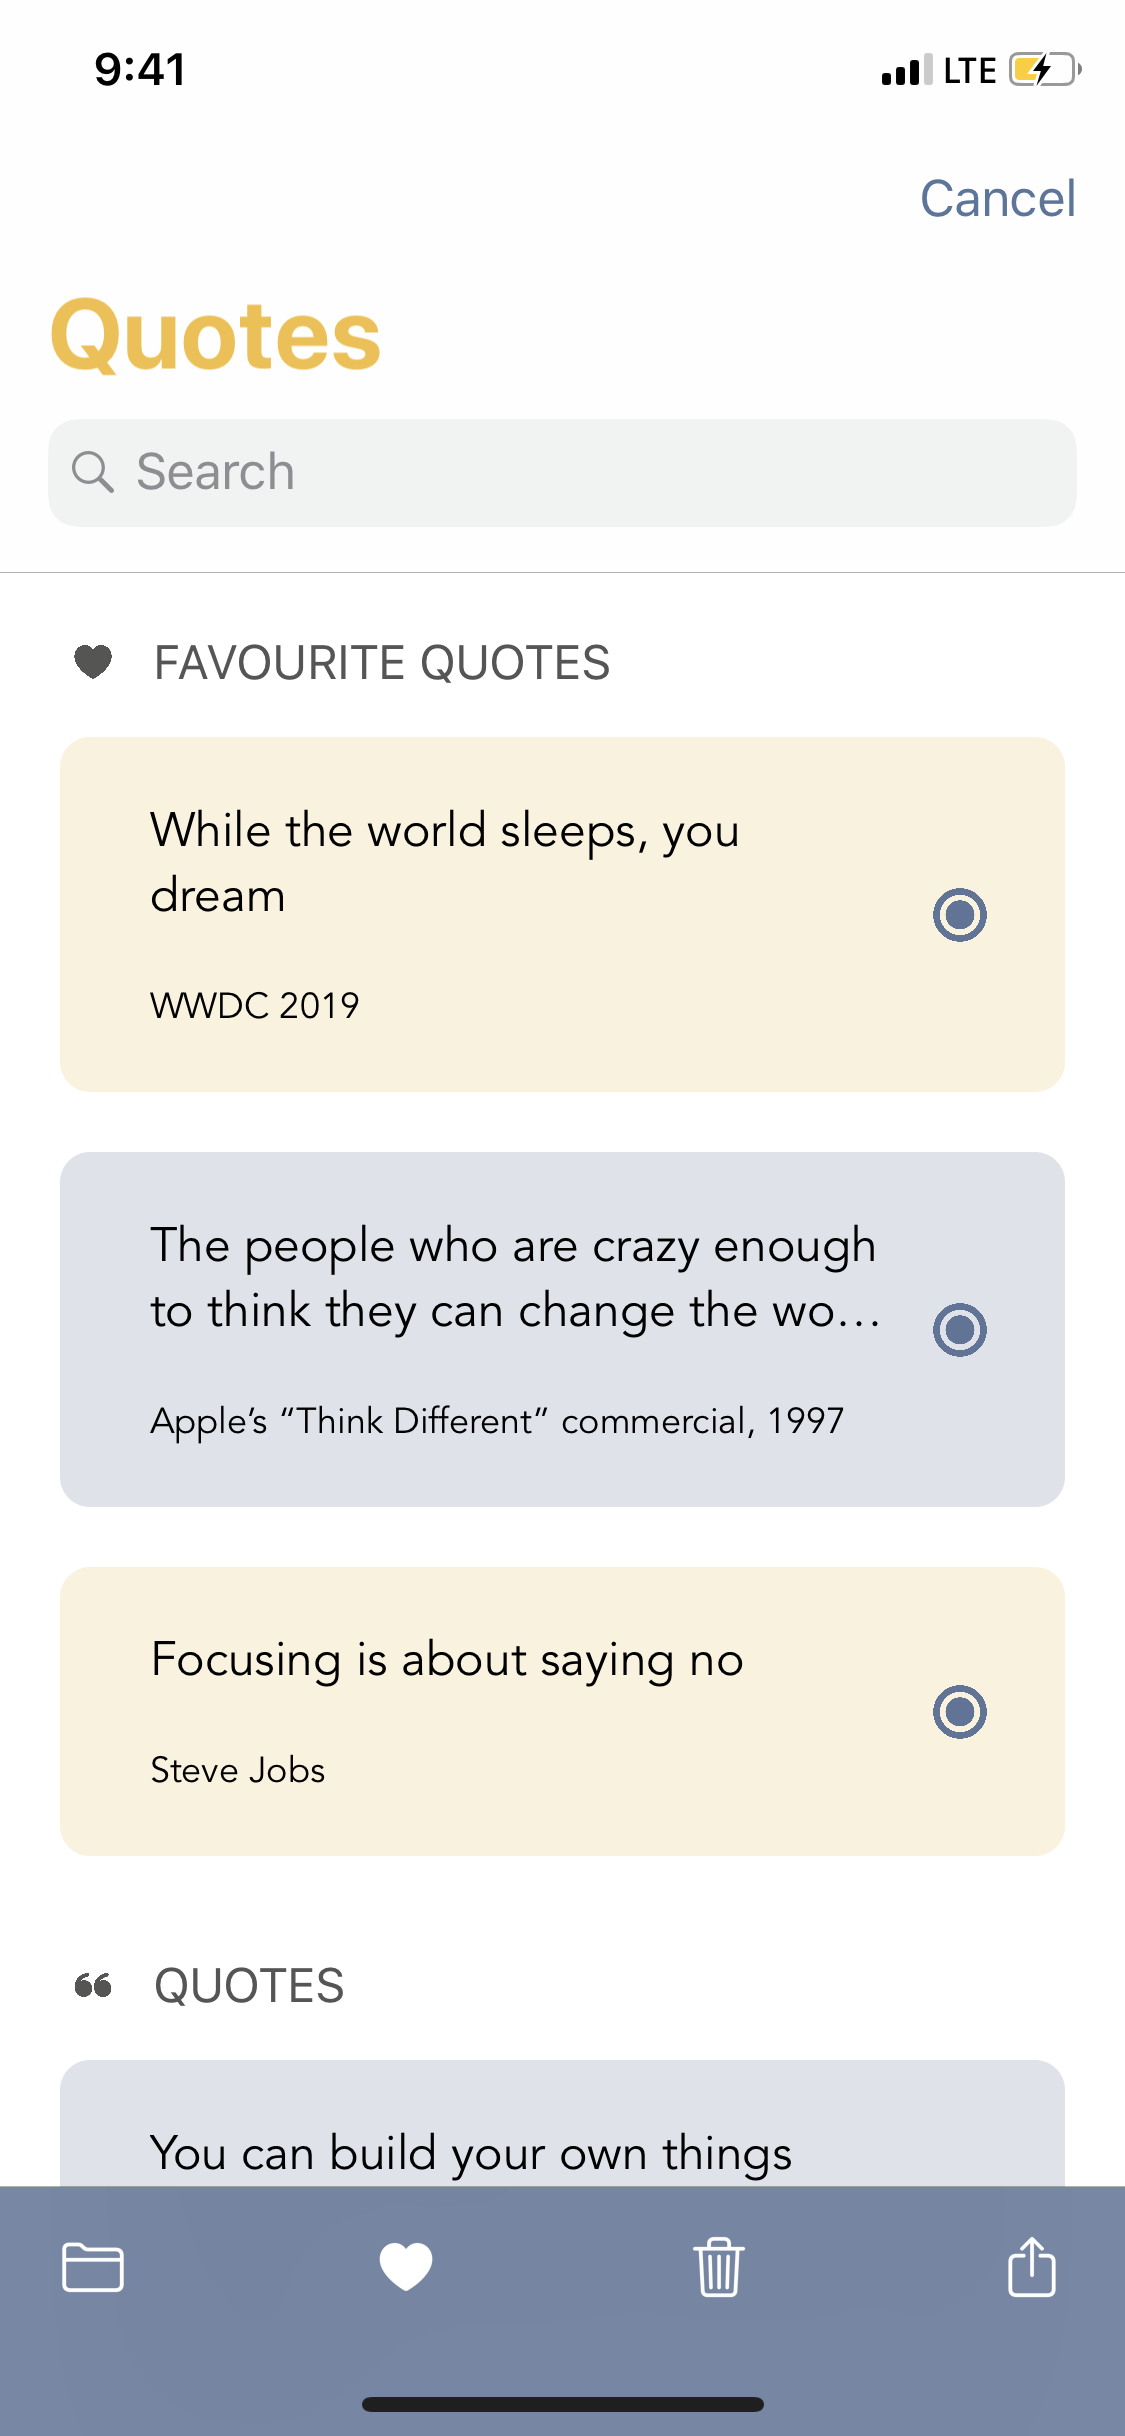 9:41
LTE
Cancel
Quotes
Search
FAVOURITE QUOTES
While the world sleeps, you
dream
WWDC 2019
The people who are crazy enough
to think they can change the wo…
Apple’s “Think Different” commercial, 1997
Focusing is about saying no
Steve Jobs
QUOTES
You can build your own things